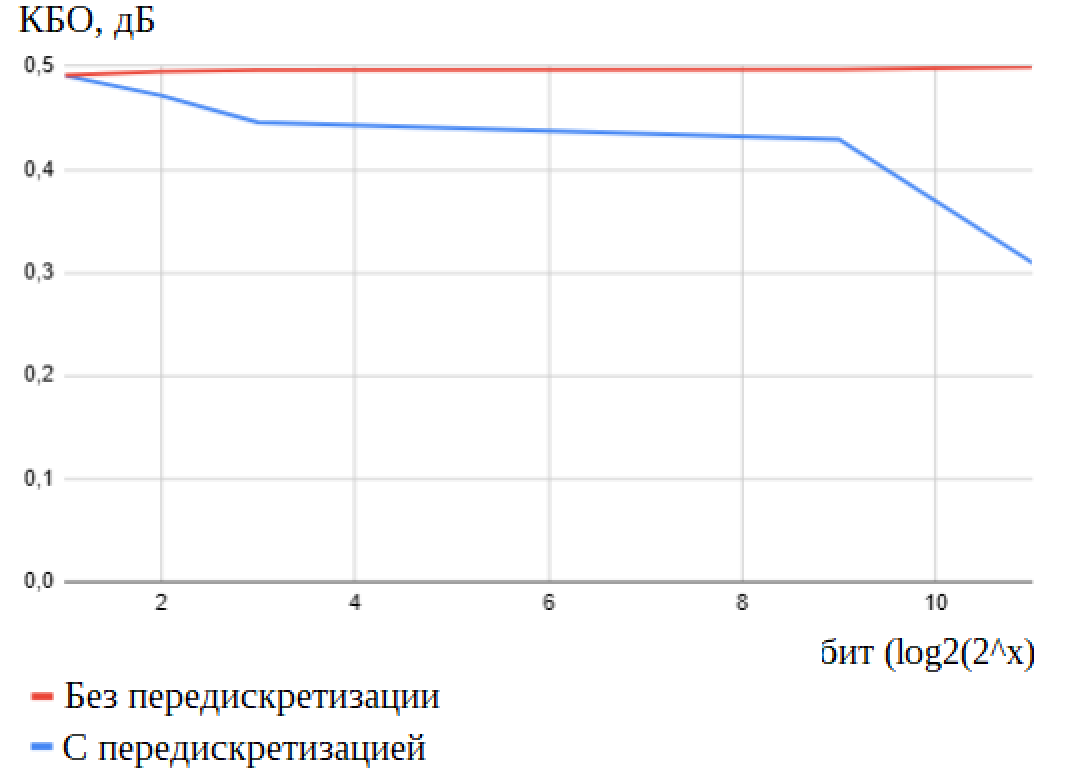 КБО, дБ
0,5
0,4
0,3
0,2
0,1
0,0
2 4 6 8 10
бит (log2(2^x)
Без передискретизации
С передискретизацией